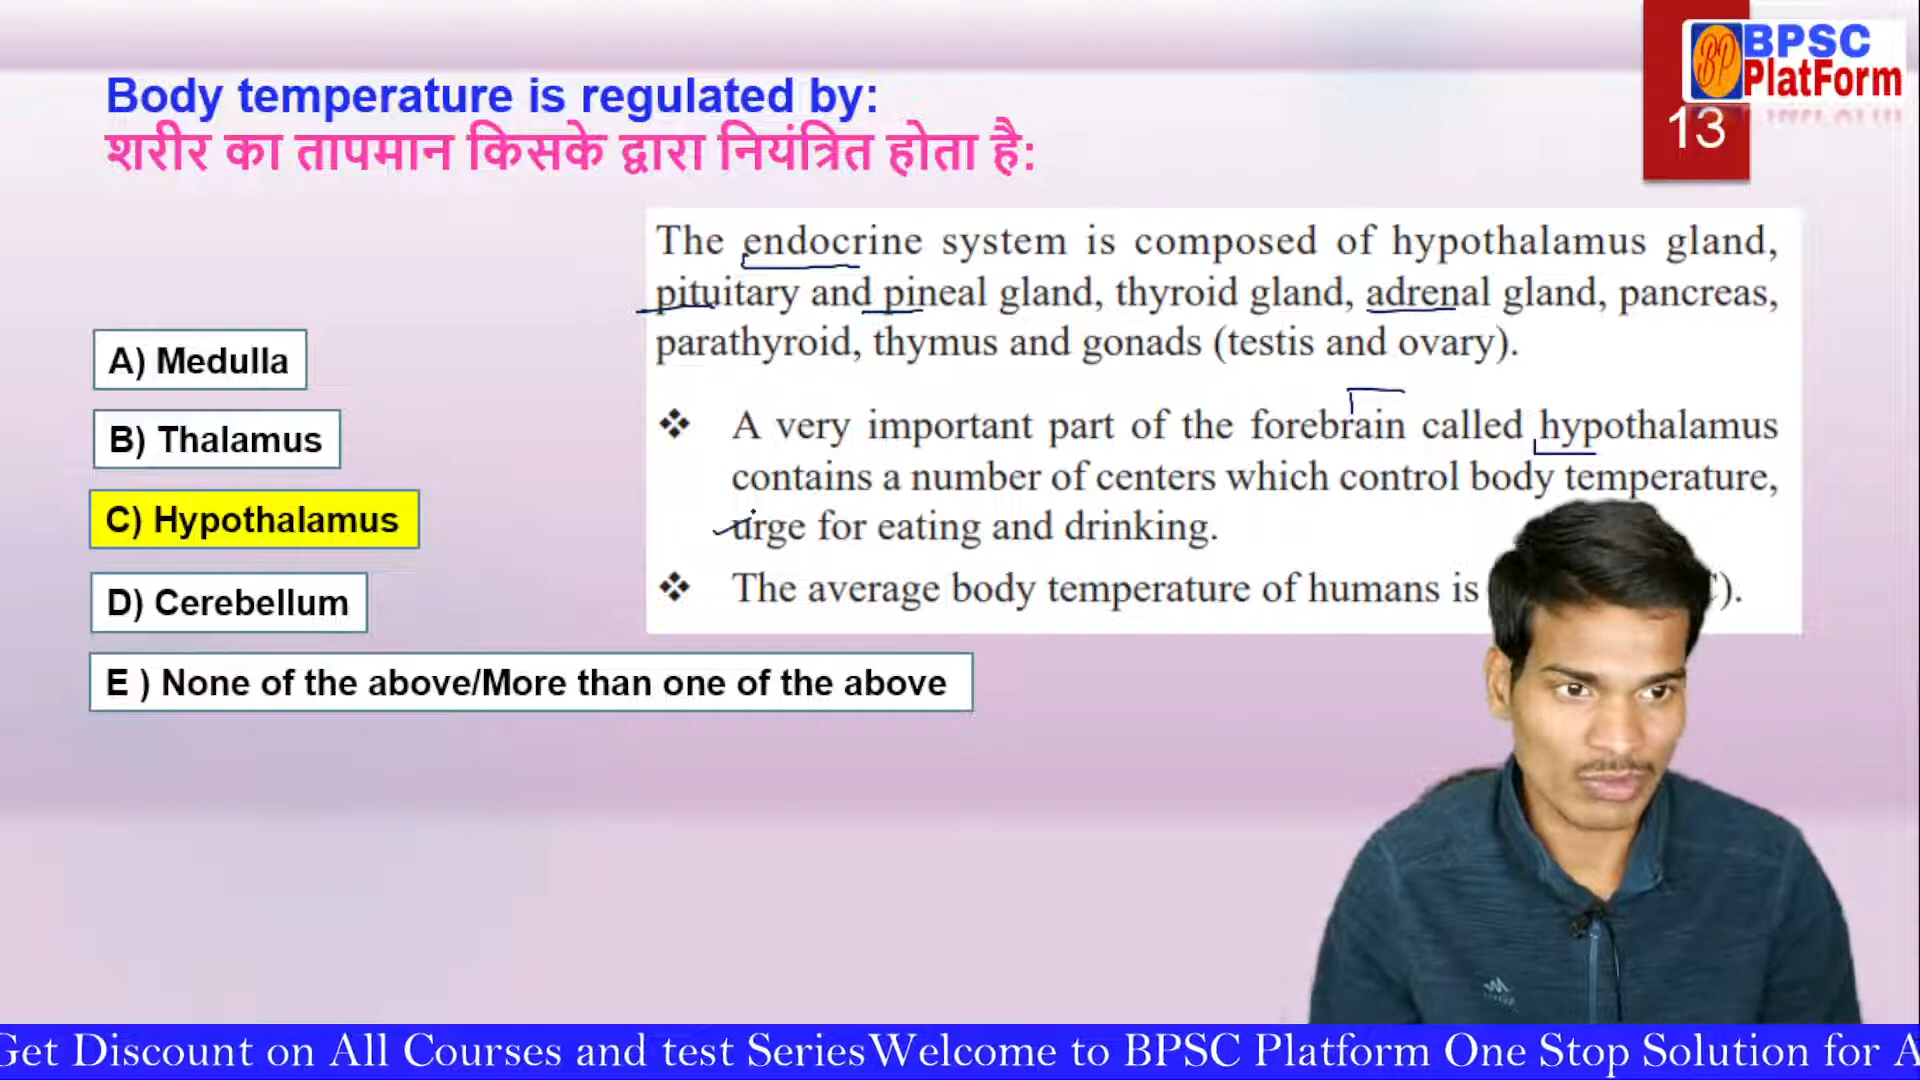 BPSC
PlatForm
BP
13
Body temperature is regulated by:
शरीर का तापमान किसके द्वारा नियंत्रित होता है:
The endocrine system is composed of hypothalamus gland,
pituitary and pineal gland, thyroid gland, adrenal gland, pancreas,
parathyroid, thymus and gonads (testis and ovary).
❖ A very important part of the forebrain called hypothalamus
contains a number of centers which control body temperature,
urge for eating and drinking.
❖ The average body temperature of humans is ).
A) Medulla
B) Thalamus
C) Hypothalamus
D) Cerebellum
E ) None of the above/More than one of the above
Get Discount on All Courses and test Series Welcome to BPSC Platform One Stop Solution for A